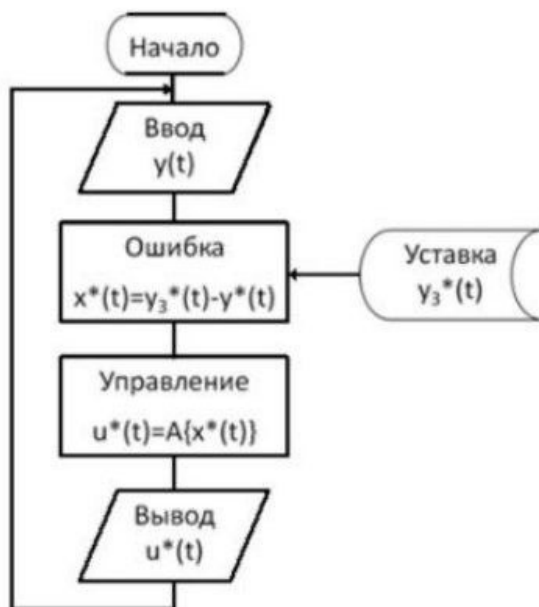 Начало
Ввод
y(t)
Ошибка
x*(t)=y₃*(t)-y*(t)
Уставка
y₃*(t)
Управление
u*(t)=A{x*(t)}
Вывод
u*(t)